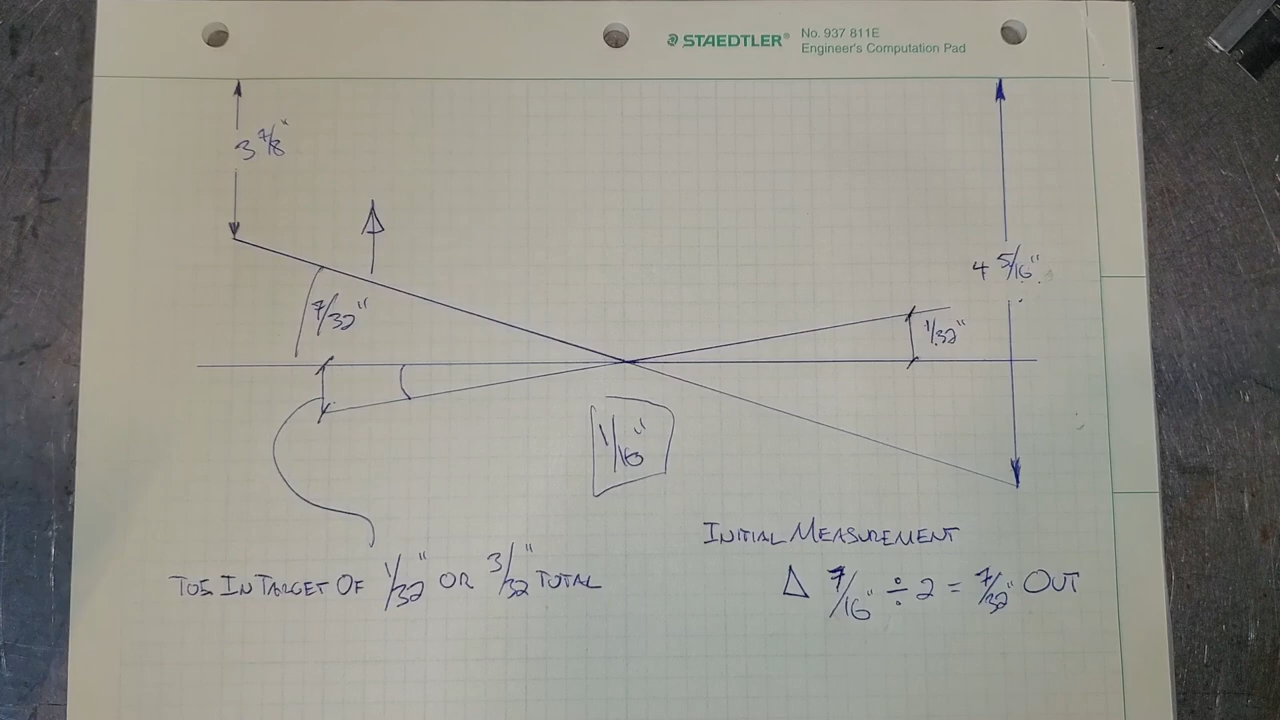 STAEDTLER®
No. 937 811E
Engineer's Computation Pad
3 7/8"
4 5/16"
7/32"
1/32"
1/16"
INITIAL MEASUREMENT
TOE IN TARGET OF 1/32" OR 3/32" TOTAL
Δ 7/16" ÷ 2 = 7/32" OUT